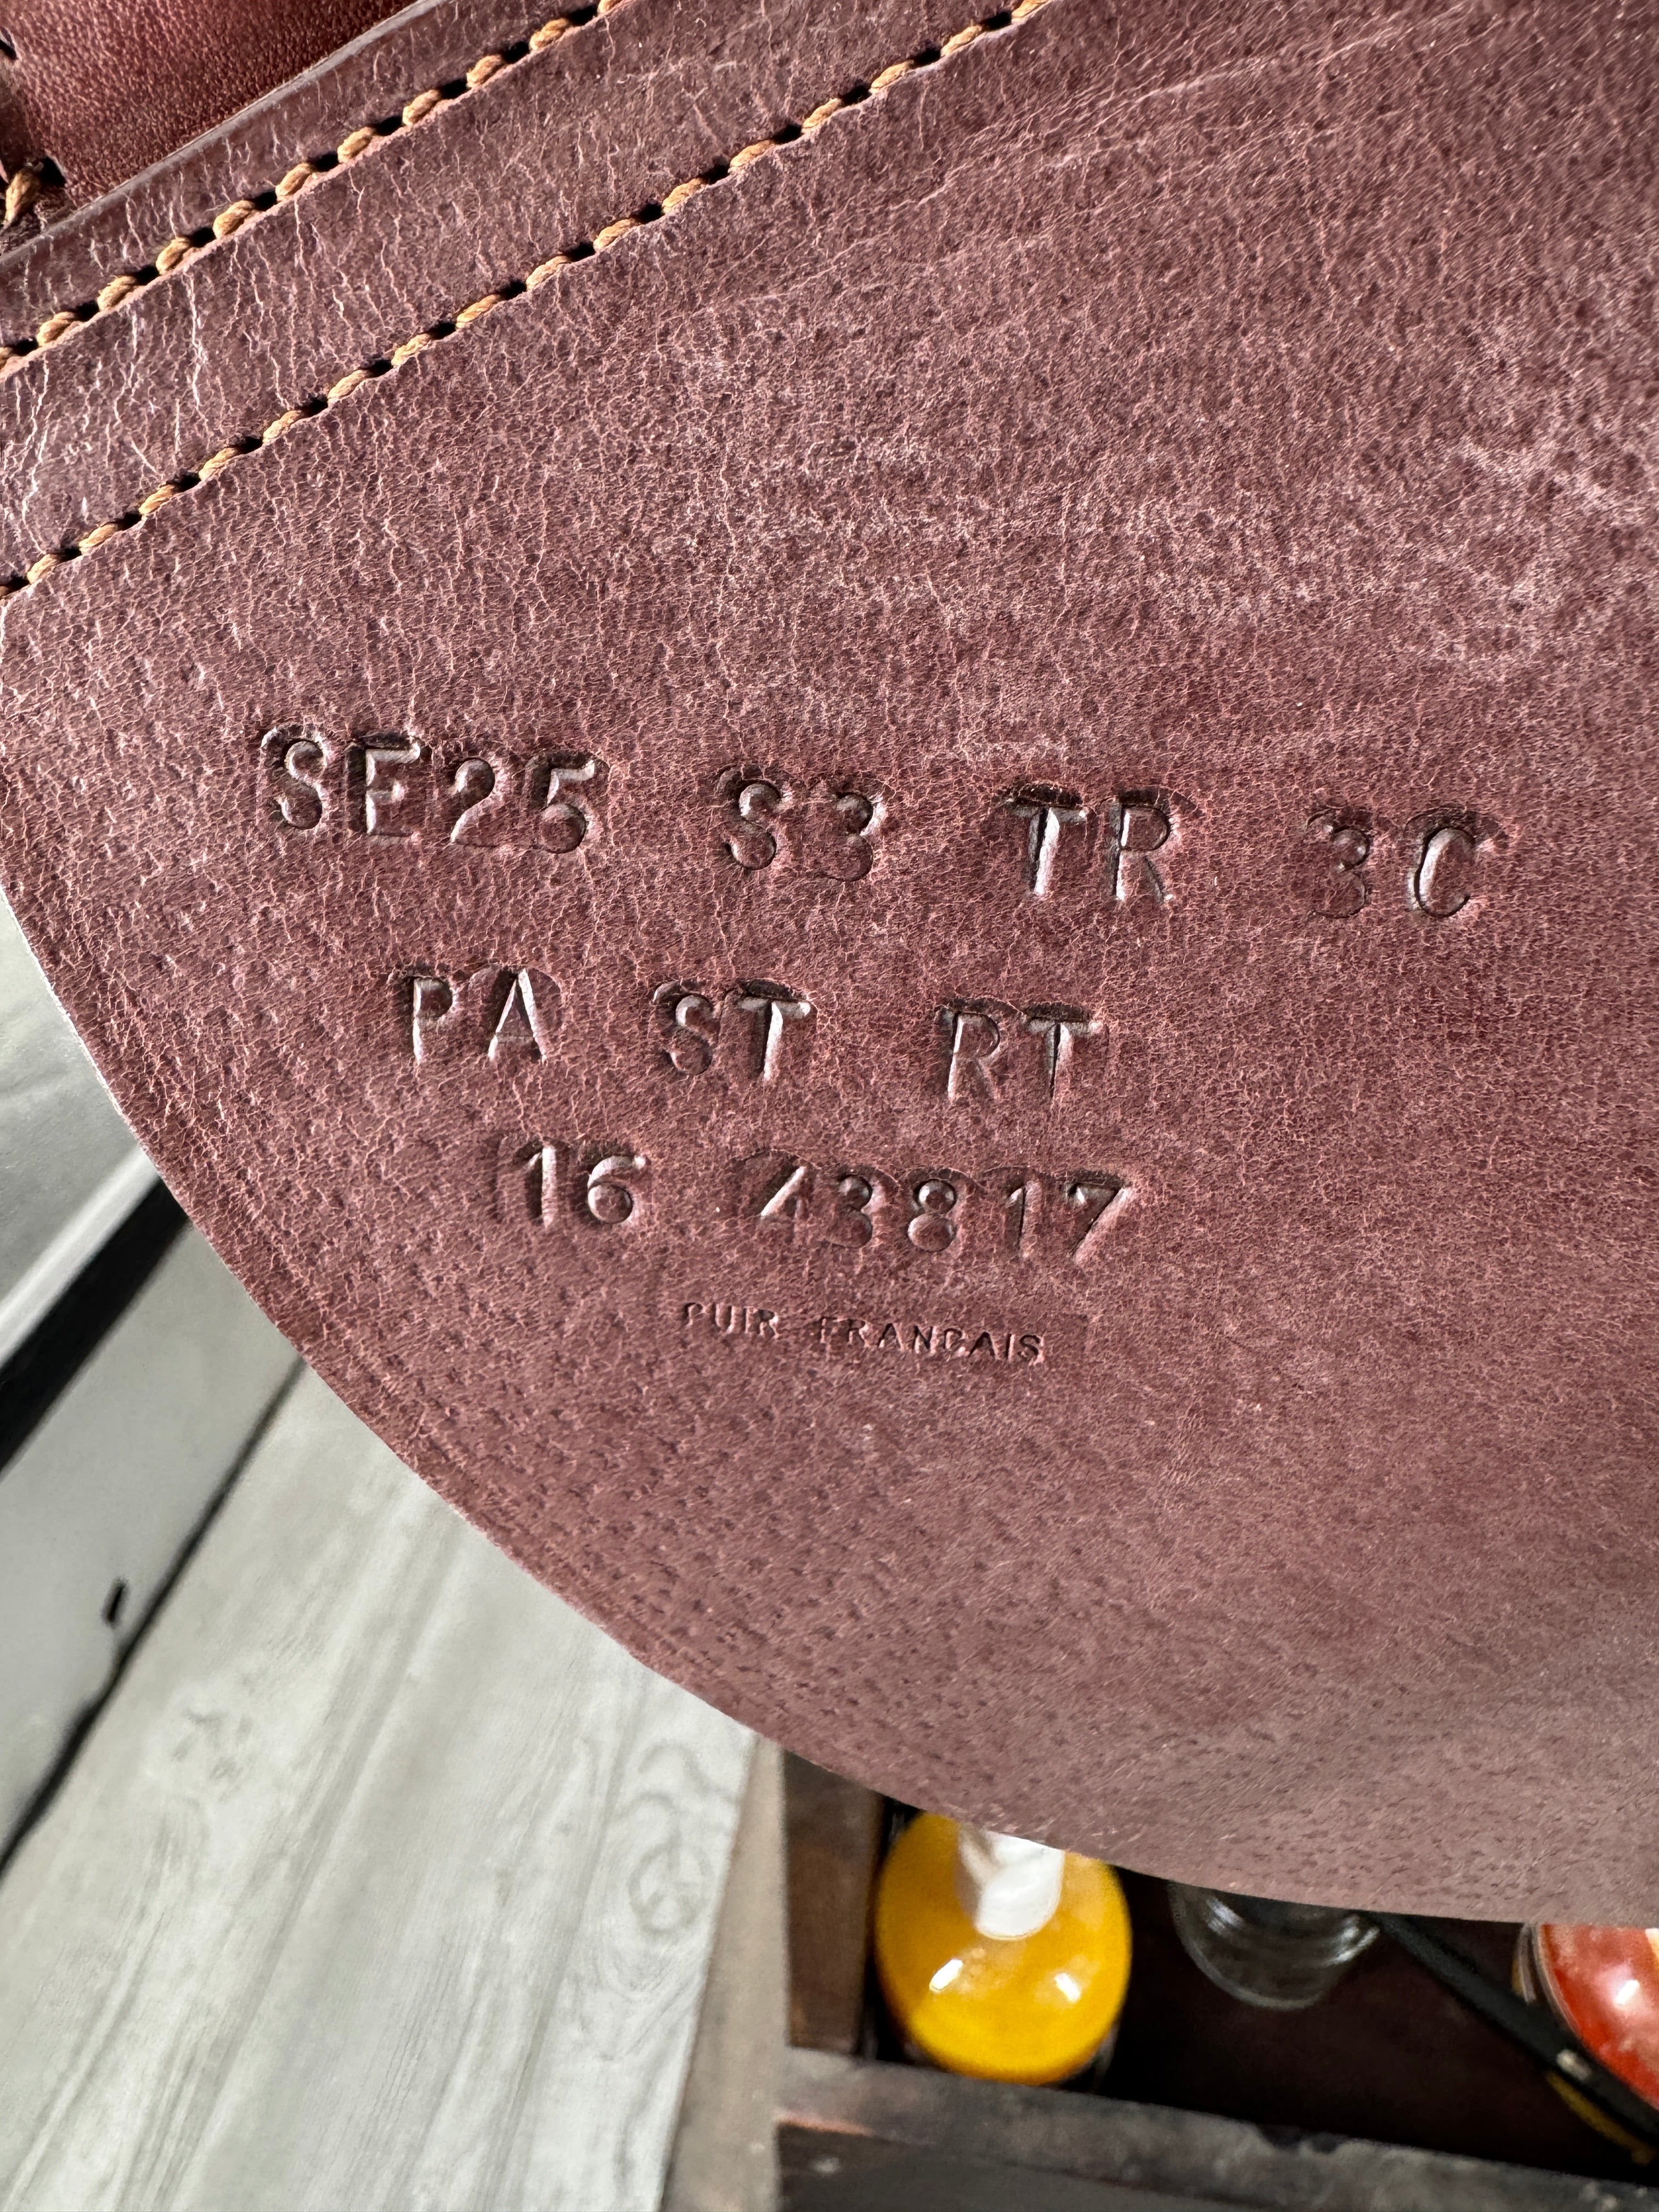 SE25 S3 TR 3C
PA ST RT
16 43817
CUIR FRANCAIS